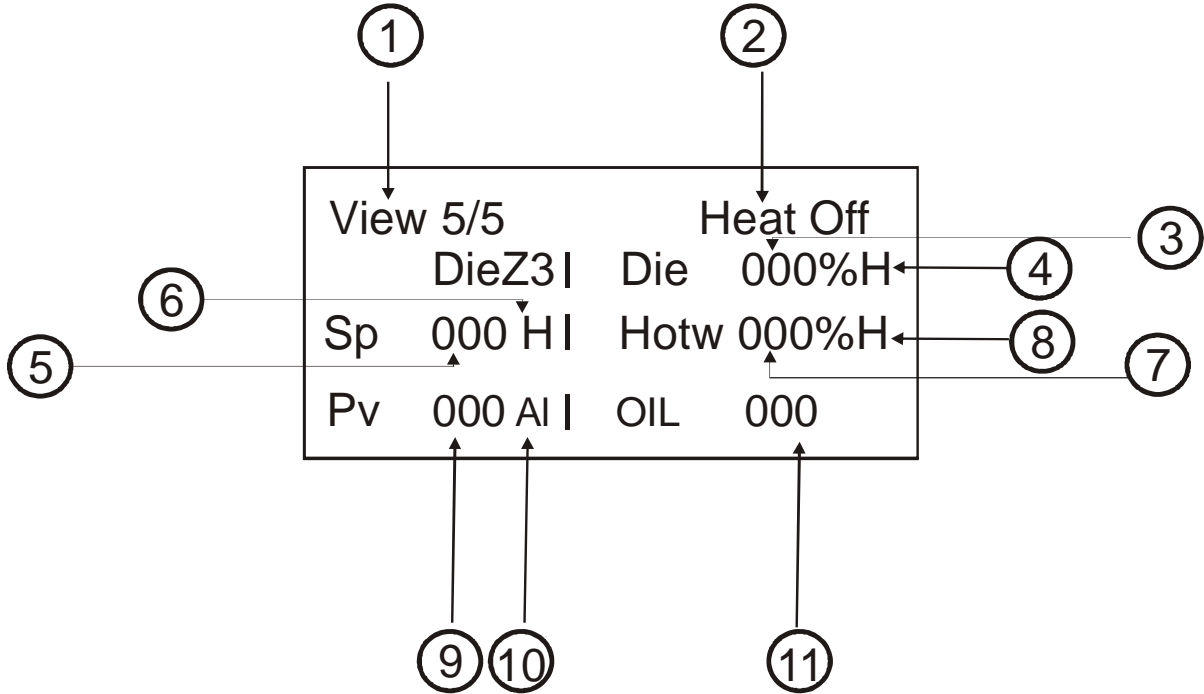 1 2
View 5/5 Heat Off
3
DieZ3 | Die 000%H
4
6
Sp 000 H | Hotw 000%H
8
5
7
Pv 000 Al | OIL 000
9 10 11